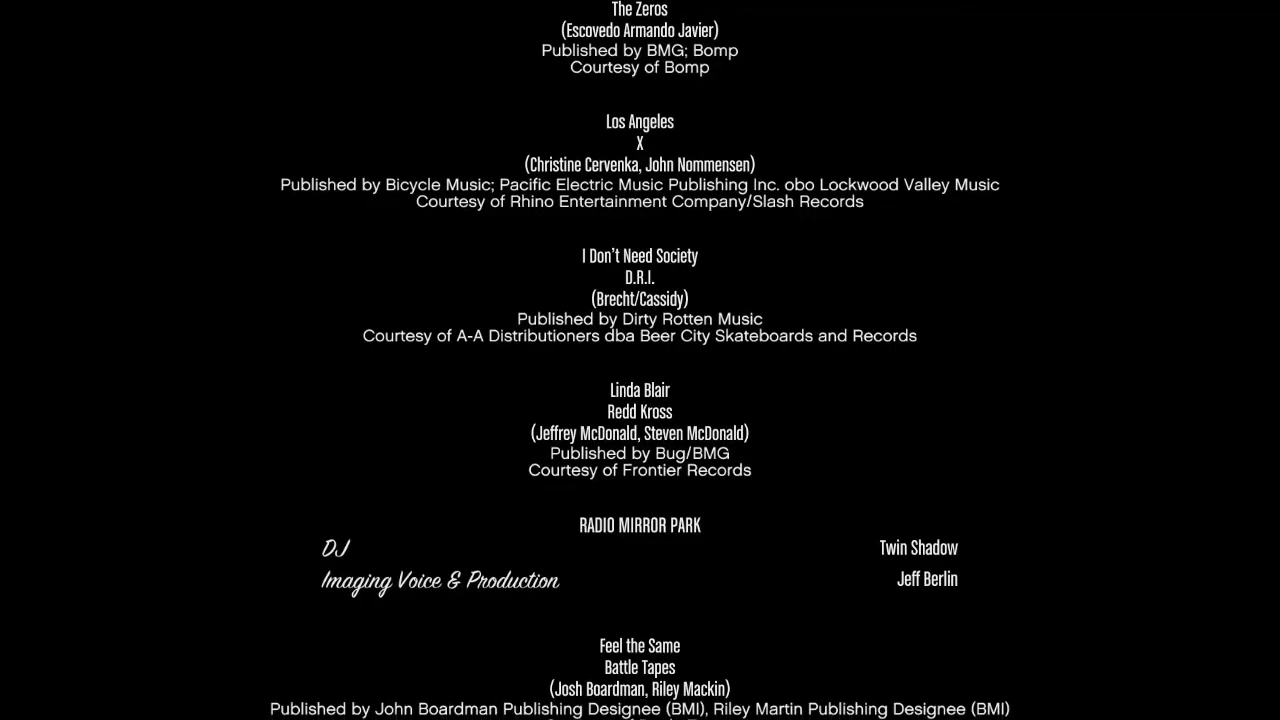 The Zeros
(Escovedo Armando Javier)
Published by BMG; Bomp
Courtesy of Bomp
Los Angeles
X
(Christine Cervenka, John Nommensen)
Published by Bicycle Music; Pacific Electric Music Publishing Inc. obo Lockwood Valley Music
Courtesy of Rhino Entertainment Company/Slash Records
I Don't Need Society
D.R.I.
(Brecht/Cassidy)
Published by Dirty Rotten Music
Courtesy of A-A Distributioners dba Beer City Skateboards and Records
Linda Blair
Redd Kross
(Jeffrey McDonald, Steven McDonald)
Published by Bug/BMG
Courtesy of Frontier Records
RADIO MIRROR PARK
DJ Twin Shadow
Imaging Voice & Production Jeff Berlin
Feel the Same
Battle Tapes
(Josh Boardman, Riley Mackin)
Published by John Boardman Publishing Designee (BMI), Riley Martin Publishing Designee (BMI)